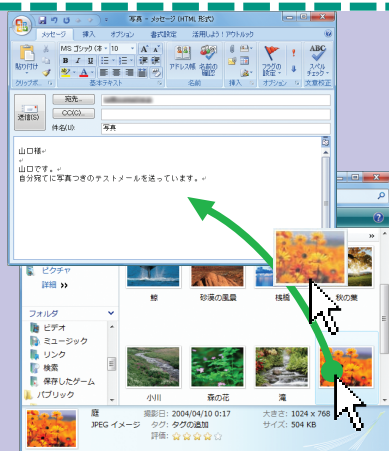 写真 - メッセージ (HTML 形式)
メッセージ 挿入 オプション 書式設定 活用しよう!アウトルック
MS ゴシック (本 10
貼り付け アドレス帳 名前の確認 フラグの設定 ABC スペルチェック
クリップボ.. 基本テキスト 名前 挿入 オプション 文章校正
宛先...
CC(C)...
送信(S)
件名(U): 写真
山口様
山口です。
自分宛てに写真つきのテストメールを送っています。
ピクチャ
詳細 »
鯨 砂漠の風景 桟橋 秋の葉
フォルダ
ビデオ
ミュージック
リンク
検索
保存したゲーム
パブリック
小川 森の花 滝
庭 撮影日: 2004/04/10 0:17 大きさ: 1024 x 768
JPEG イメージ タグ: タグの追加 サイズ: 504 KB
評価: